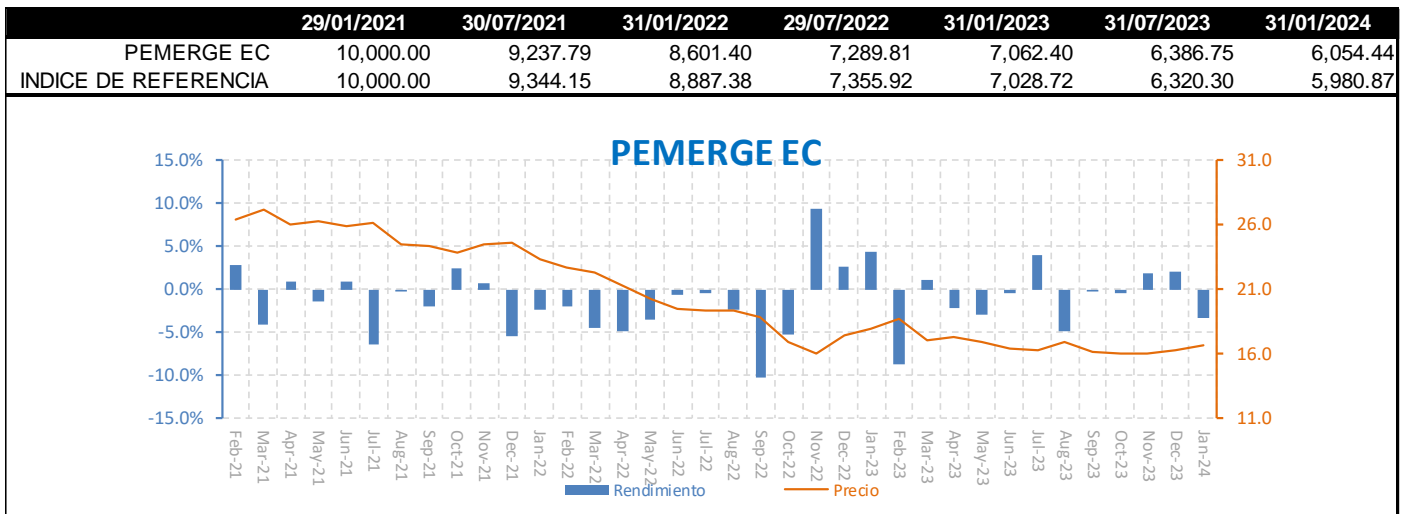 29/01/2021 30/07/2021 31/01/2022 29/07/2022 31/01/2023 31/07/2023 31/01/2024
PEMERGE EC 10,000.00 9,237.79 8,601.40 7,289.81 7,062.40 6,386.75 6,054.44
INDICE DE REFERENCIA 10,000.00 9,344.15 8,887.38 7,355.92 7,028.72 6,320.30 5,980.87
PEMERGE EC
15.0% 31.0
10.0% 26.0
5.0%
0.0% 21.0
-5.0% 16.0
-10.0%
-15.0% 11.0
Feb-21 Mar-21 Apr-21 May-21 Jun-21 Jul-21 Aug-21 Sep-21 Oct-21 Nov-21 Dec-21 Jan-22 Feb-22 Mar-22 Apr-22 May-22 Jun-22 Jul-22 Aug-22 Sep-22 Oct-22 Nov-22 Dec-22 Jan-23 Feb-23 Mar-23 Apr-23 May-23 Jun-23 Jul-23 Aug-23 Sep-23 Oct-23 Nov-23 Dec-23 Jan-24
Rendimiento Precio